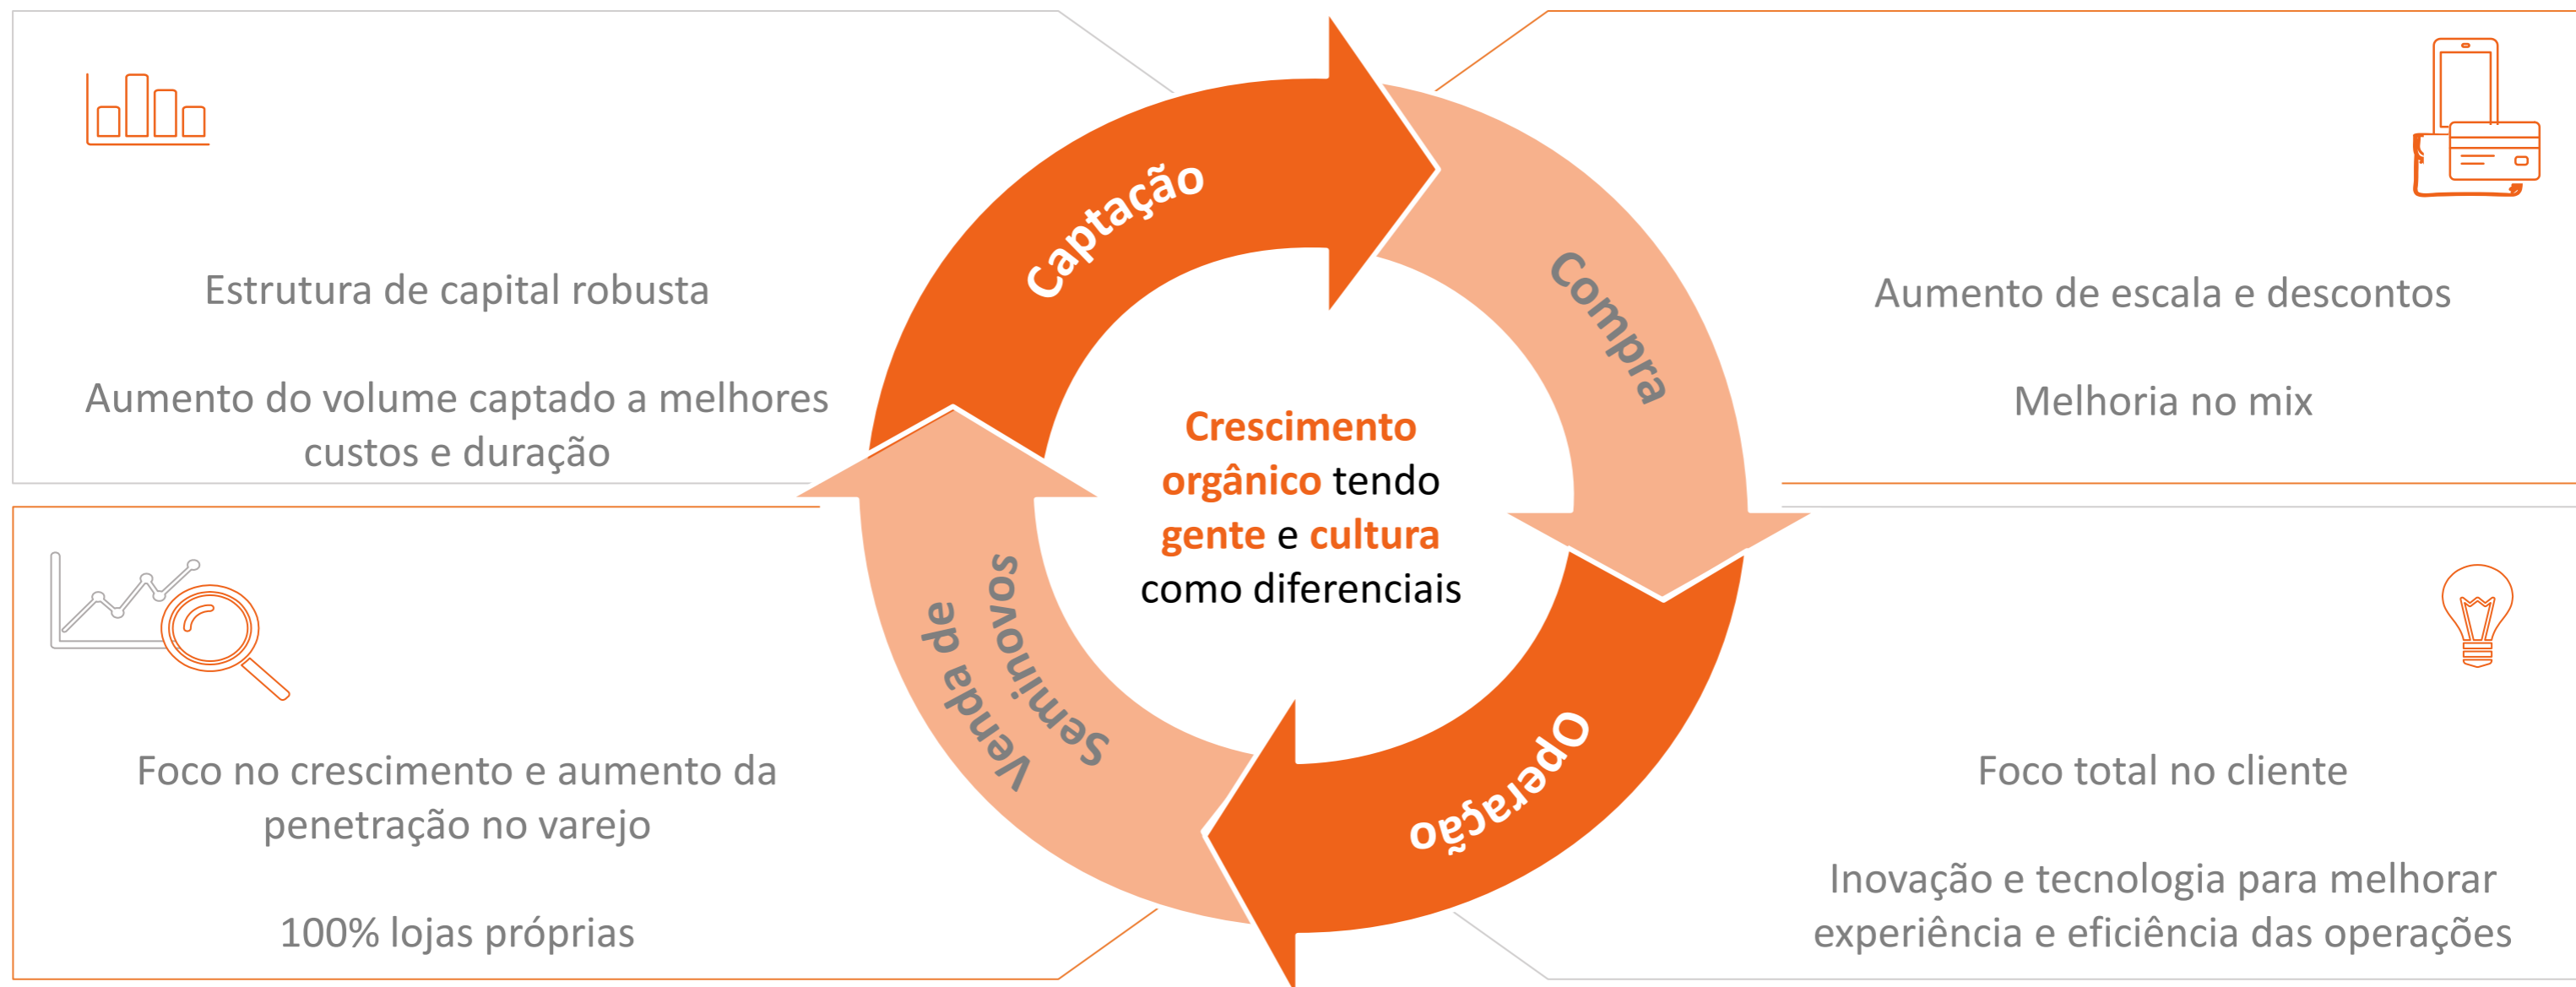 Estrutura de capital robusta
Aumento do volume captado a melhores
custos e duração
Captação
Compra
Aumento de escala e descontos
Melhoria no mix
Crescimento
orgânico tendo
gente e cultura
como diferenciais
Foco no crescimento e aumento da
penetração no varejo
100% lojas próprias
Venda de
Seminovos
Operação
Foco total no cliente
Inovação e tecnologia para melhorar
experiência e eficiência das operações